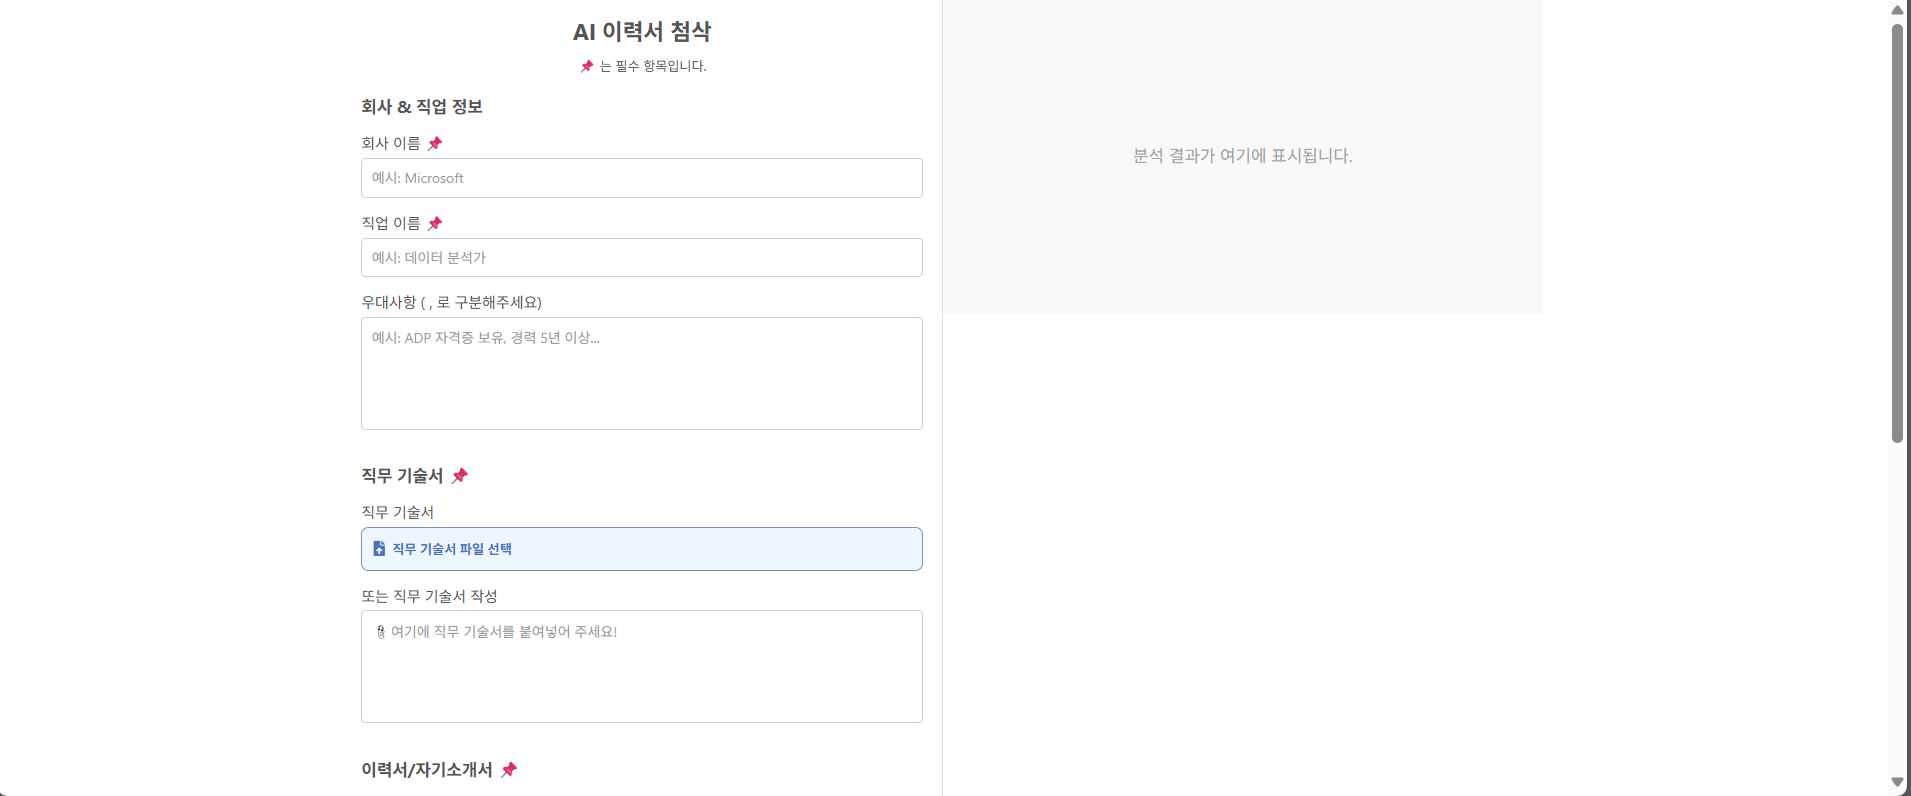 AI 이력서 첨삭
📌 는 필수 항목입니다.
회사 & 직업 정보
회사 이름 📌
예시: Microsoft
직업 이름 📌
예시: 데이터 분석가
우대사항 ( , 로 구분해주세요)
예시: ADP 자격증 보유, 경력 5년 이상...
직무 기술서 📌
직무 기술서
직무 기술서 파일 선택
또는 직무 기술서 작성
여기에 직무 기술서를 붙여넣어 주세요!
이력서/자기소개서 📌
분석 결과가 여기에 표시됩니다.